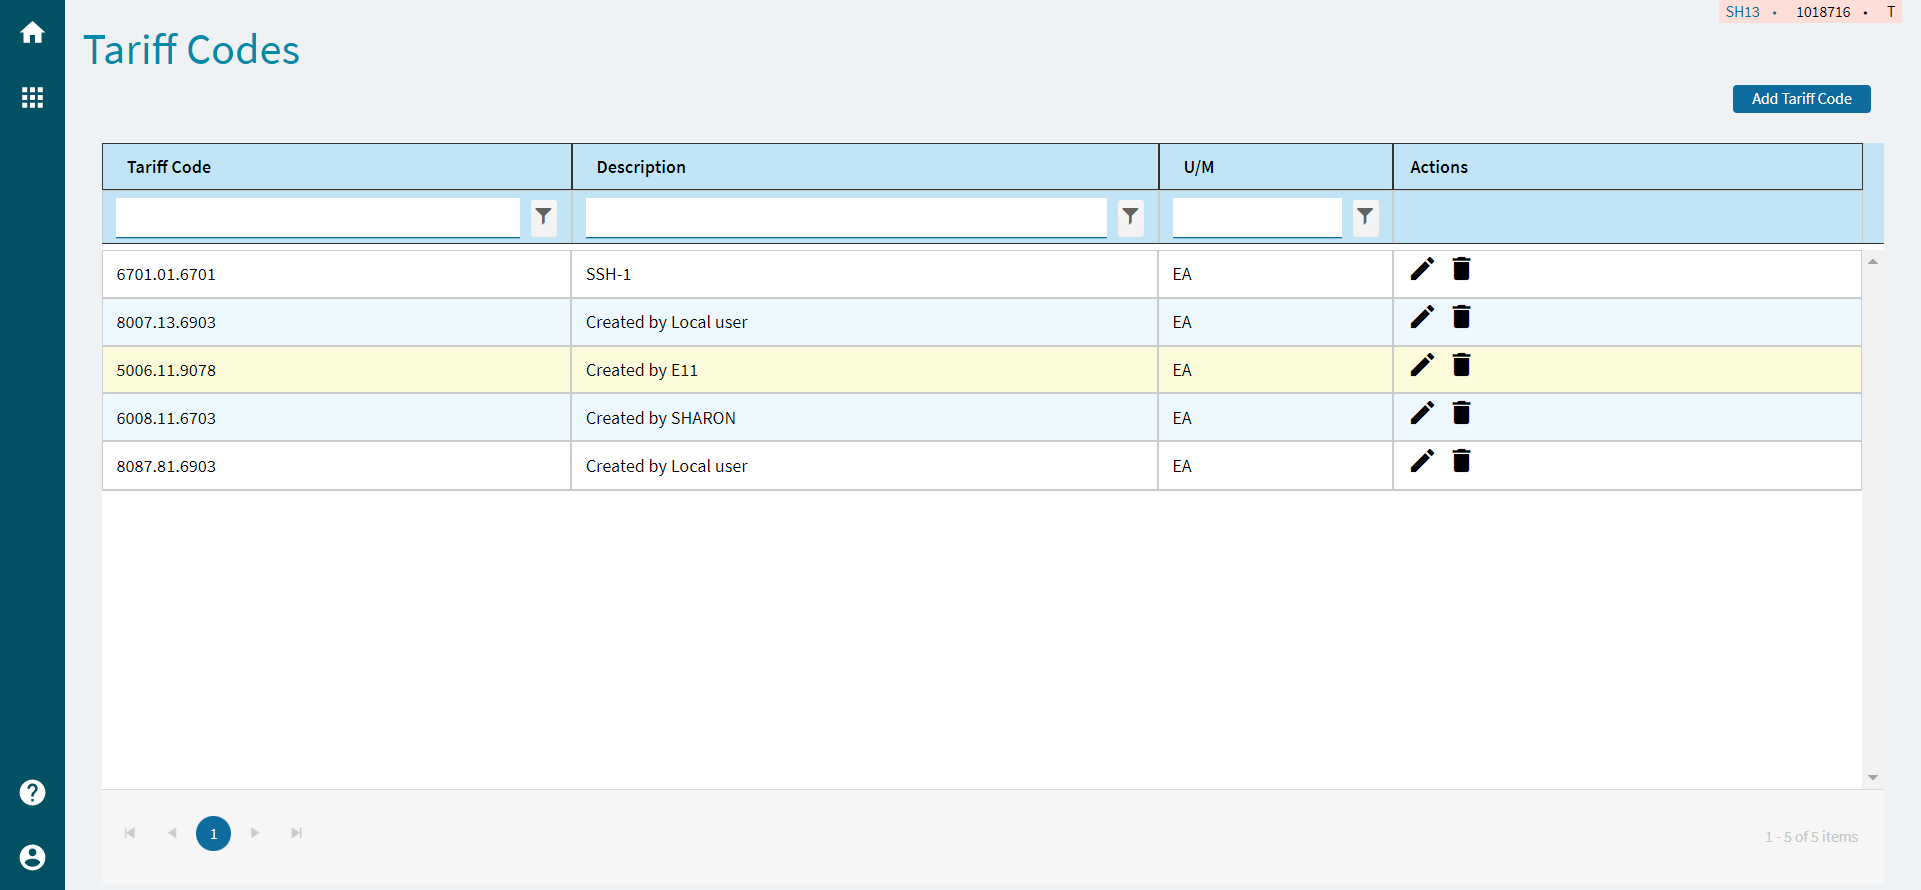 SH13 • 1018716 • T
Tariff Codes
Add Tariff Code
Tariff Code Description U/M Actions
6701.01.6701 SSH-1 EA
8007.13.6903 Created by Local user EA
5006.11.9078 Created by E11 EA
6008.11.6703 Created by SHARON EA
8087.81.6903 Created by Local user EA
1
1 - 5 of 5 items